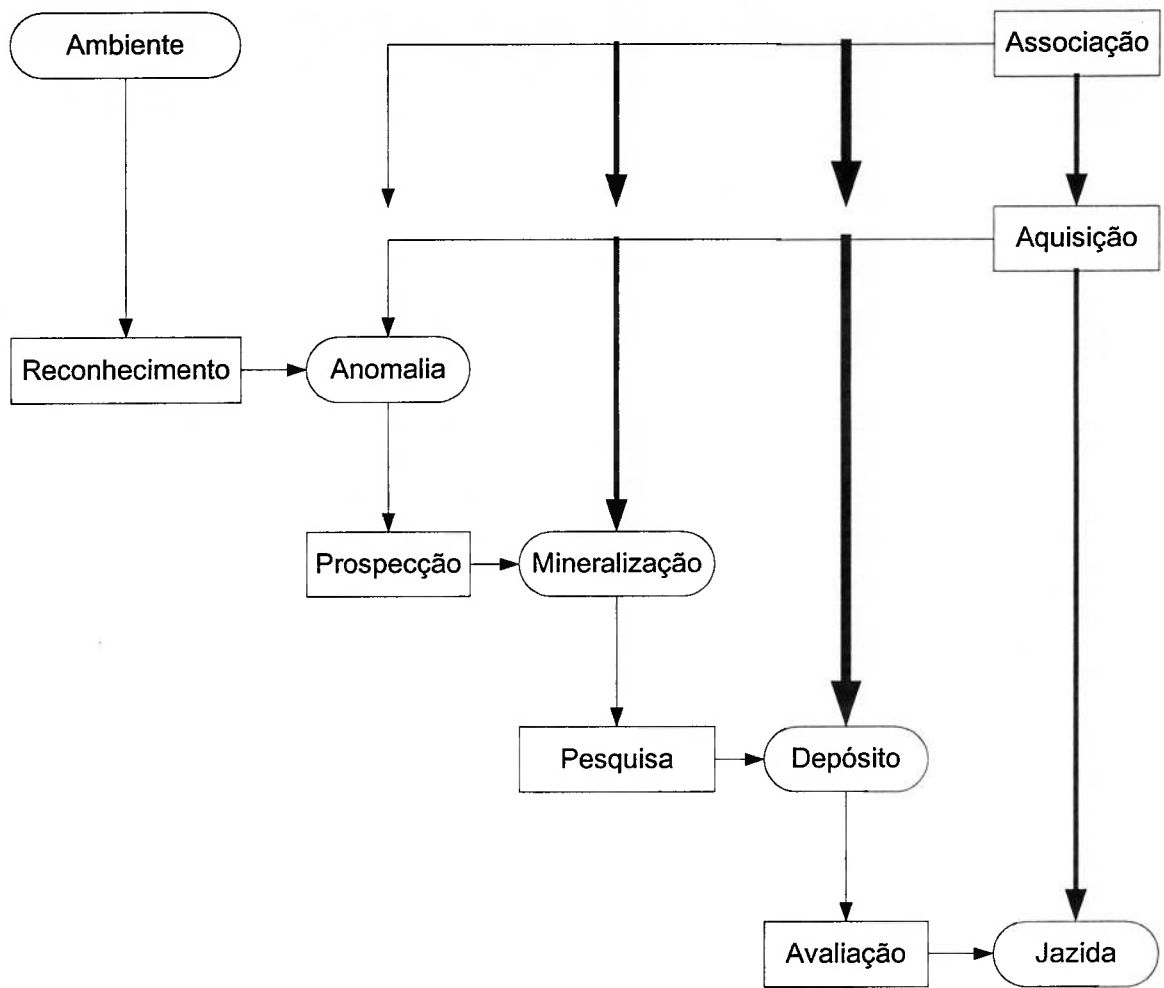 Ambiente
Associação
Aquisição
Reconhecimento
Anomalia
Prospecção
Mineralização
Pesquisa
Depósito
Avaliação
Jazida